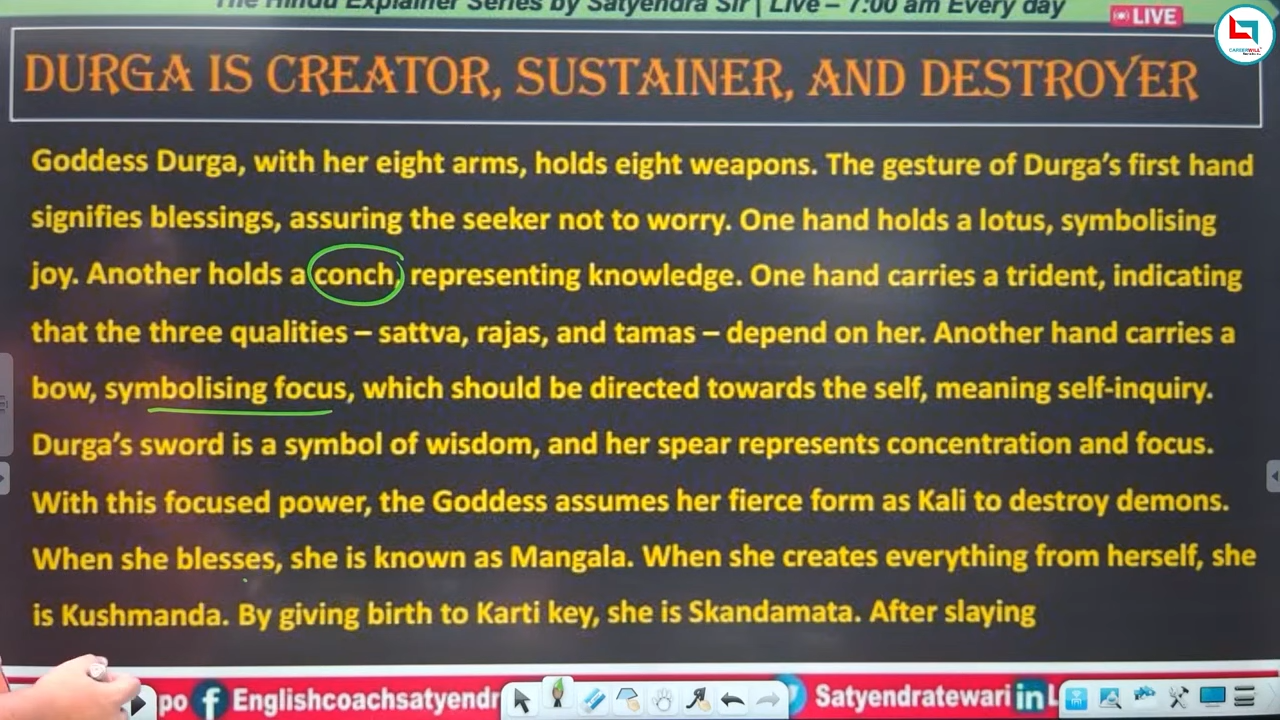 The Hindu Explainer Series by Satyendra Sir | Live – 7:00 am Every day
LIVE
CAREERWILL
DURGA IS CREATOR, SUSTAINER, AND DESTROYER
Goddess Durga, with her eight arms, holds eight weapons. The gesture of Durga's first hand
signifies blessings, assuring the seeker not to worry. One hand holds a lotus, symbolising
joy. Another holds a conch, representing knowledge. One hand carries a trident, indicating
that the three qualities – sattva, rajas, and tamas – depend on her. Another hand carries a
bow, symbolising focus, which should be directed towards the self, meaning self-inquiry.
Durga's sword is a symbol of wisdom, and her spear represents concentration and focus.
With this focused power, the Goddess assumes her fierce form as Kali to destroy demons.
When she blesses, she is known as Mangala. When she creates everything from herself, she
is Kushmanda. By giving birth to Karti key, she is Skandamata. After slaying
po f Englishcoachsatyendr Satyendratewari in L